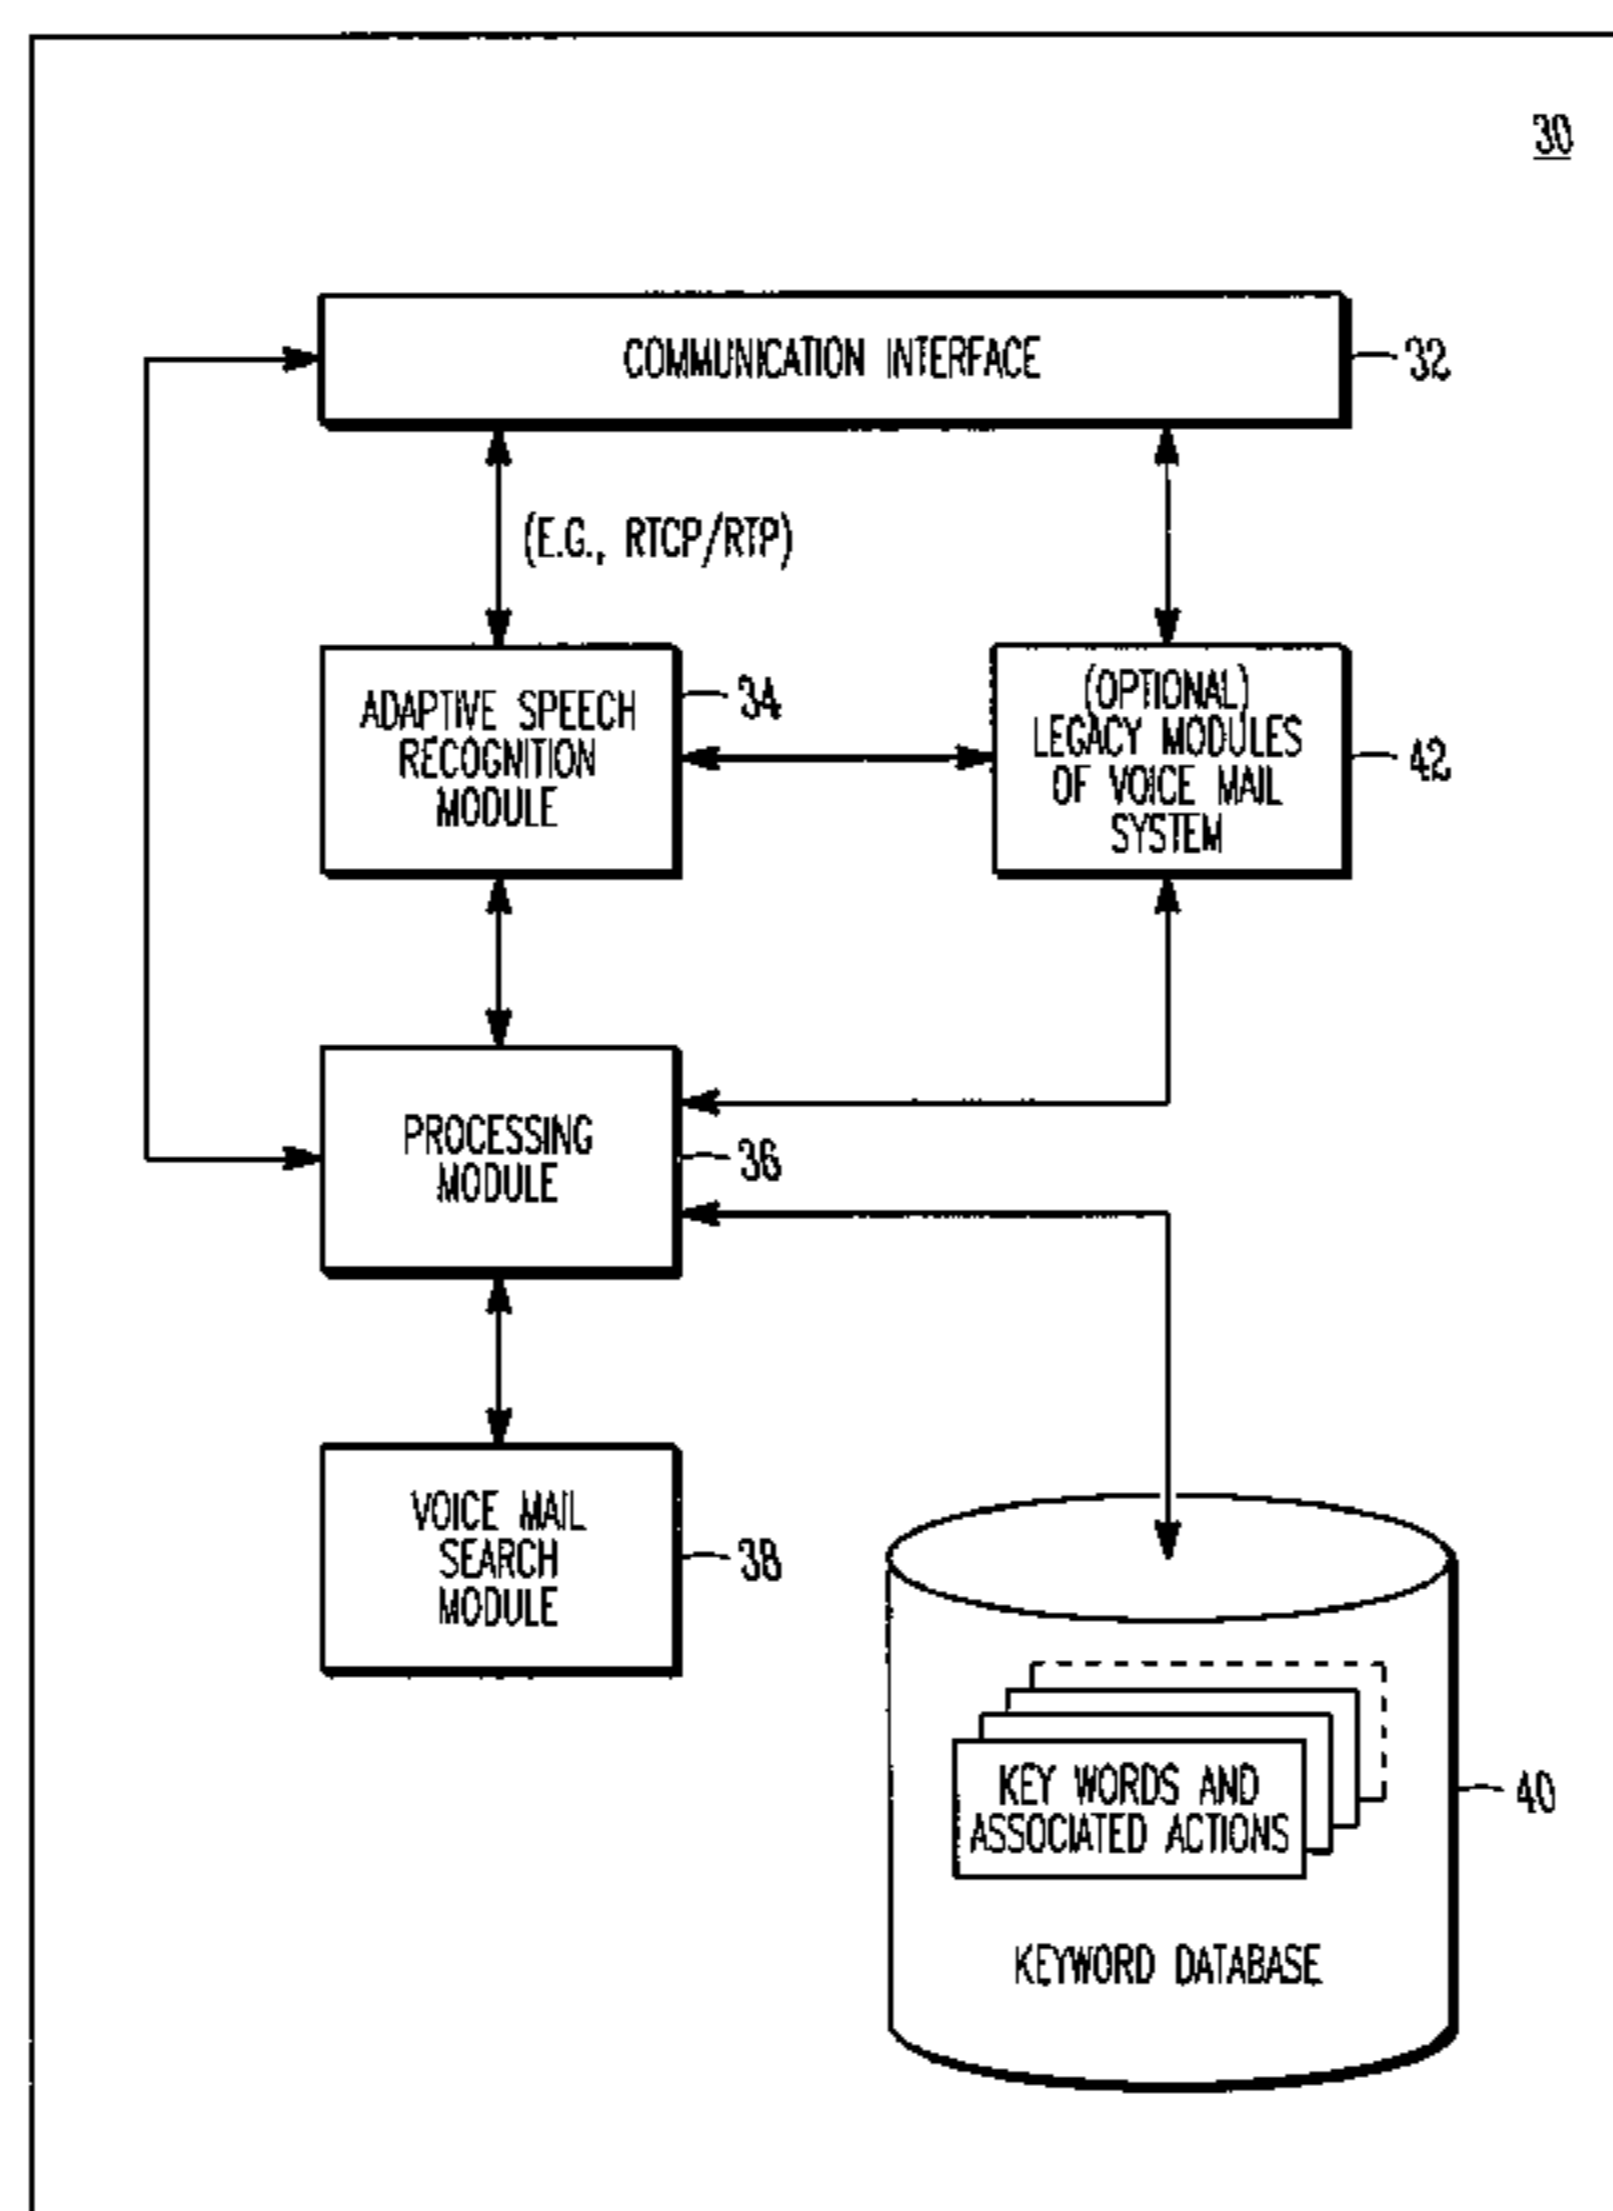 30
COMMUNICATION INTERFACE
32
(E.G., RTCP/RTP)
ADAPTIVE SPEECH
RECOGNITION
MODULE
34
(OPTIONAL)
LEGACY MODULES
OF VOICE MAIL
SYSTEM
42
PROCESSING
MODULE
36
VOICE MAIL
SEARCH
MODULE
38
KEY WORDS AND
ASSOCIATED ACTIONS
40
KEYWORD DATABASE